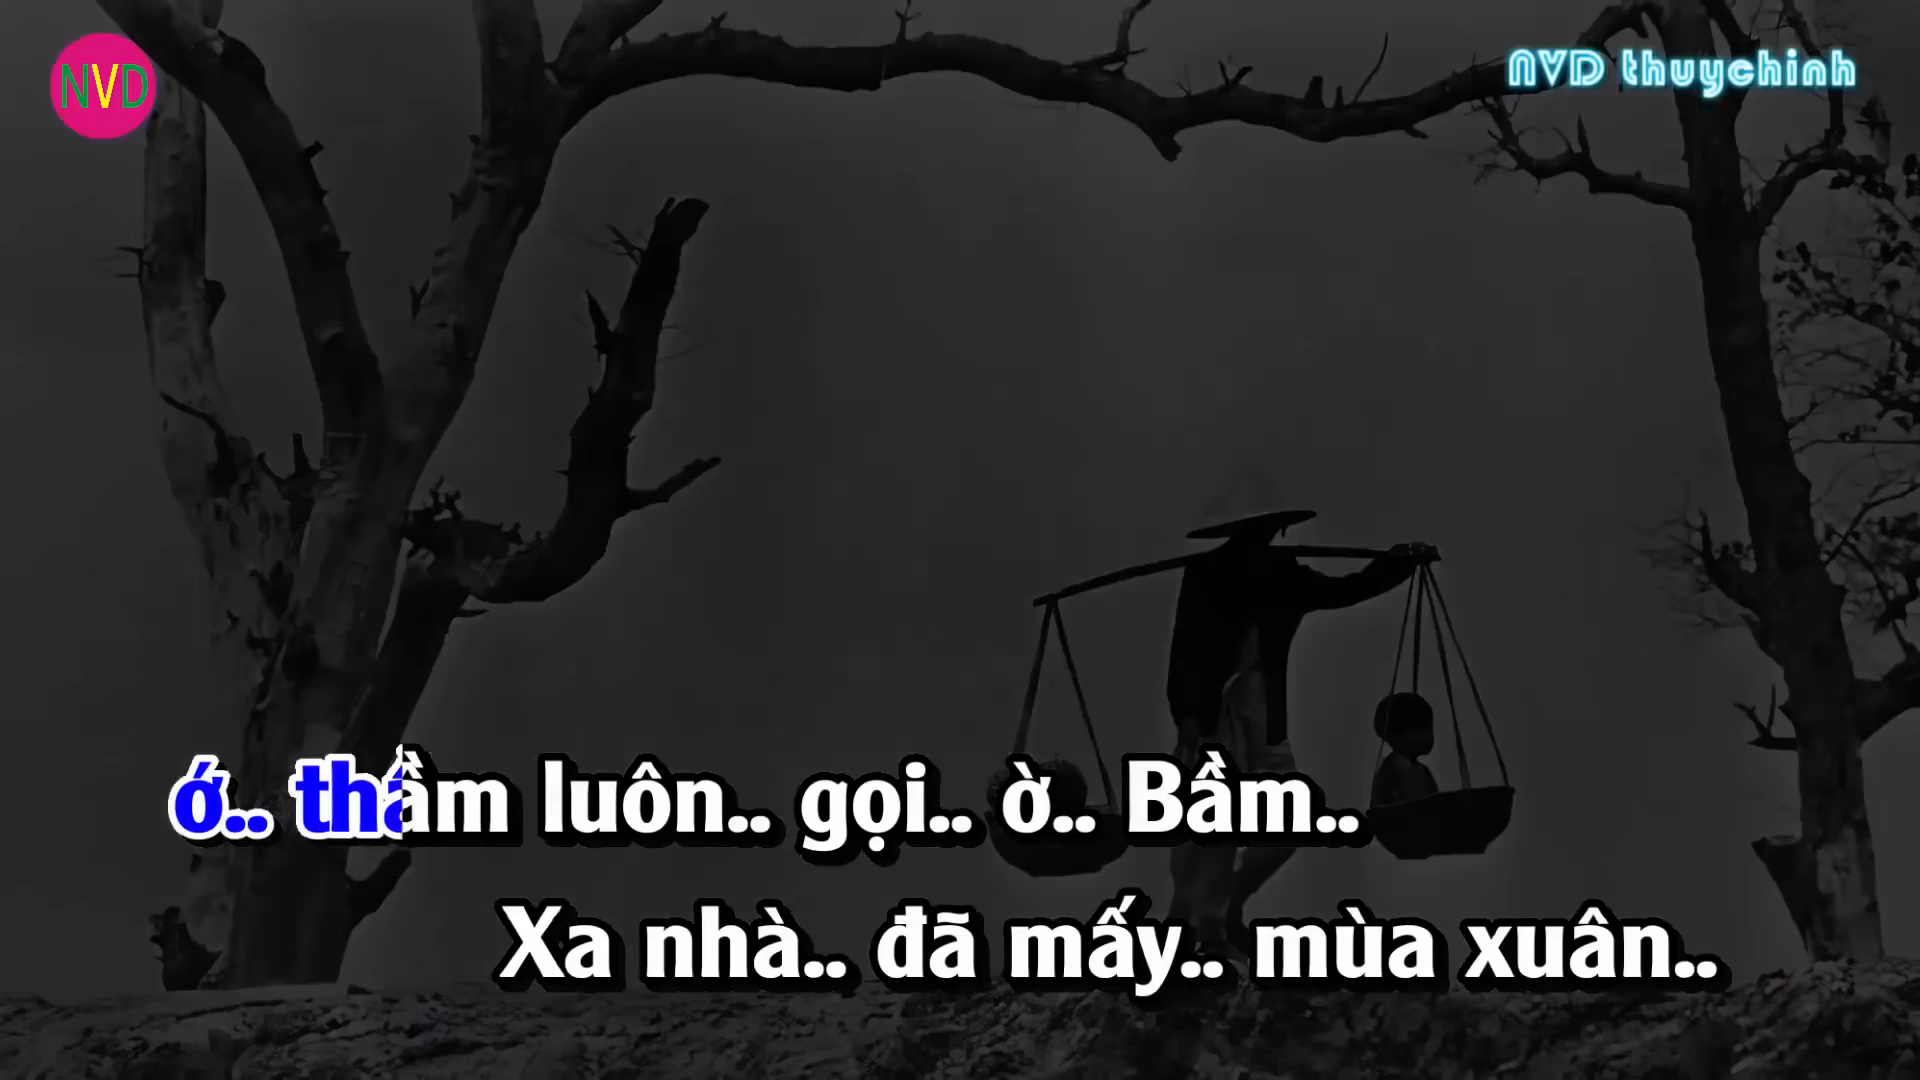 NVD
NVD thuychinh
ớ.. thầm luôn.. gọi.. ờ.. Bầm..
Xa nhà.. đã mấy.. mùa xuân..